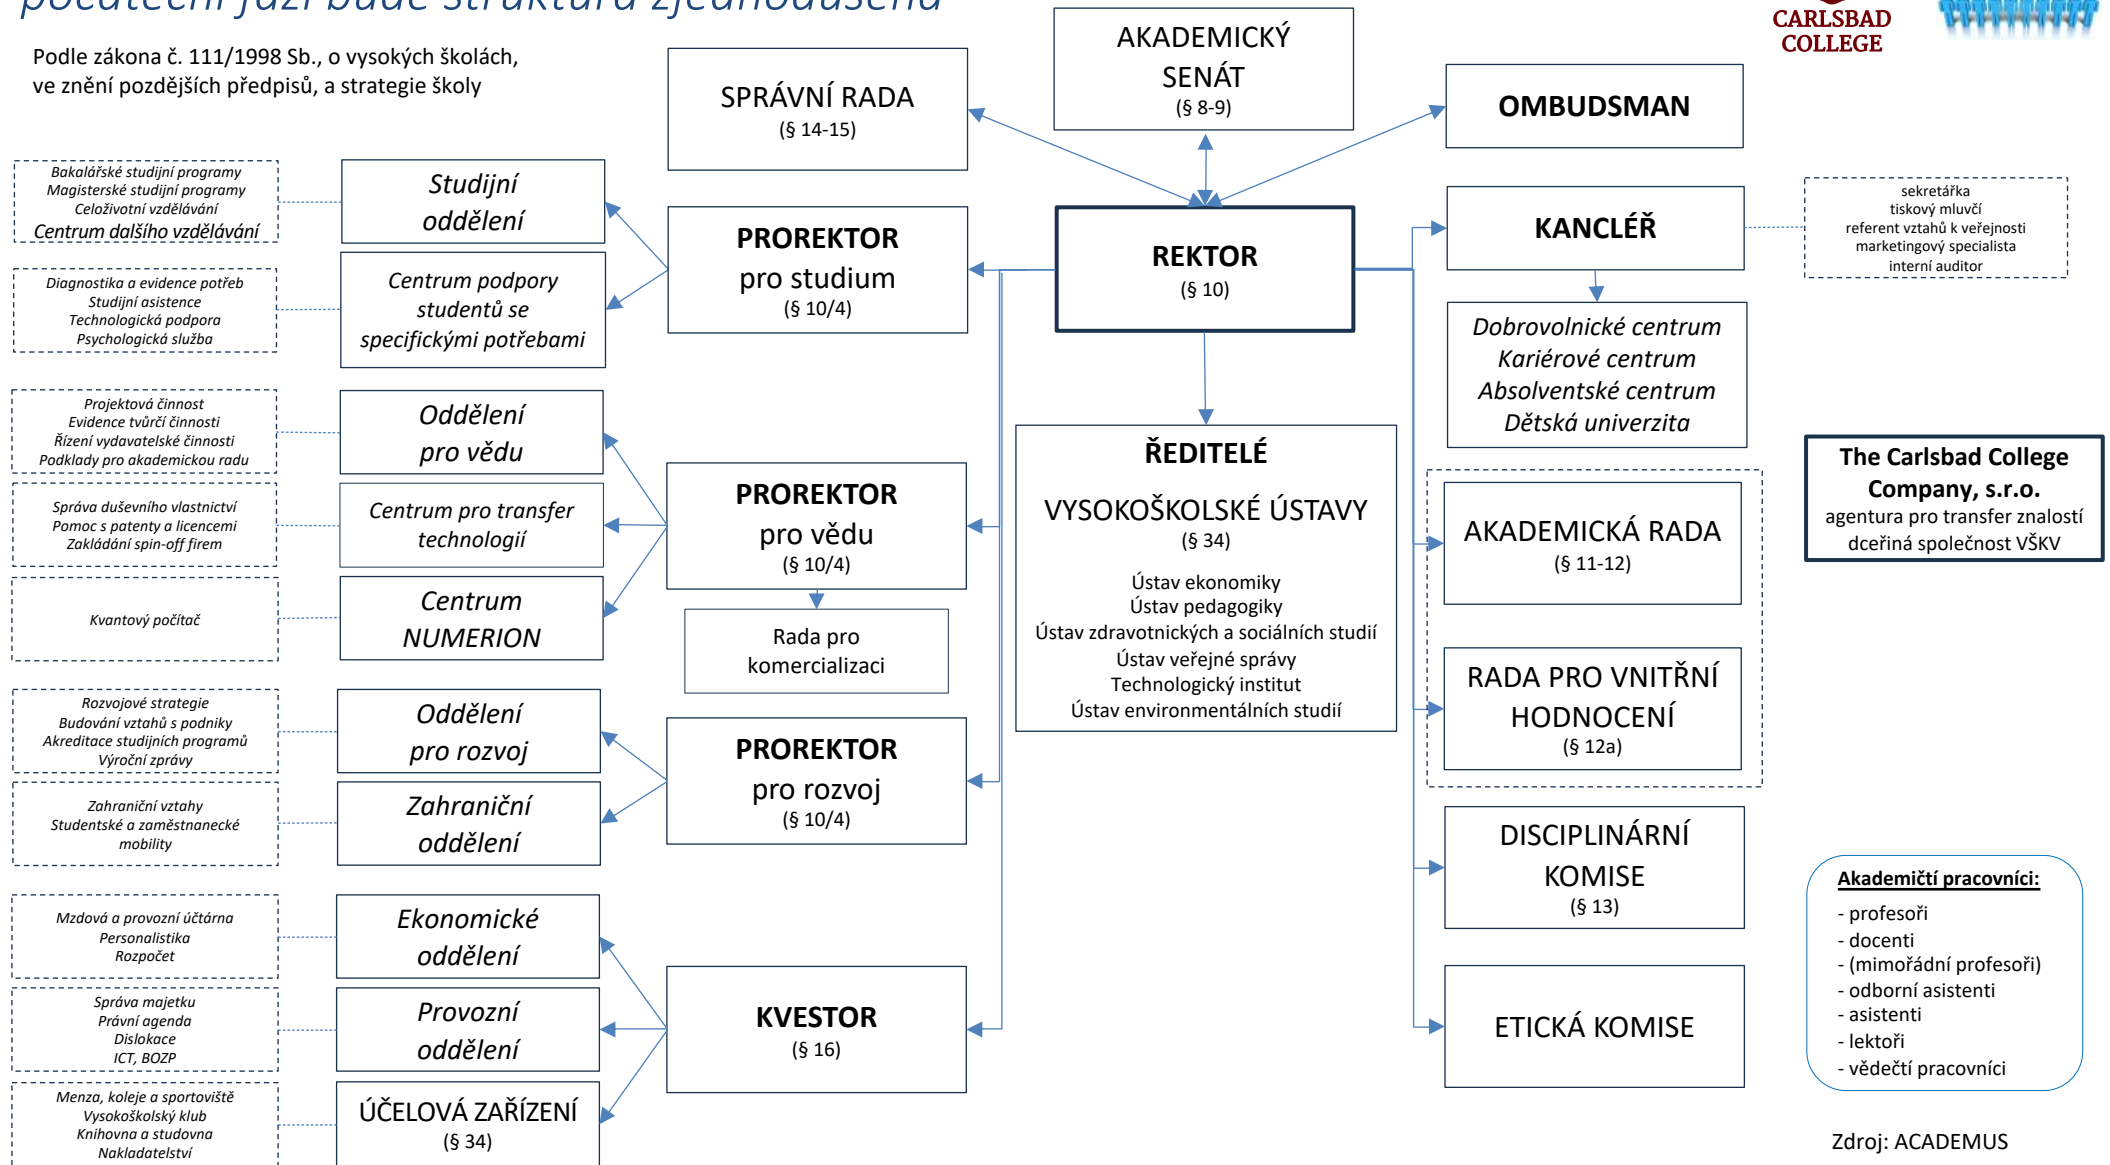 počáteční fázi bude struktura zjednodušena
CARLSBAD
COLLEGE
Podle zákona č. 111/1998 Sb., o vysokých školách,
ve znění pozdějších předpisů, a strategie školy
SPRÁVNÍ RADA
(§ 14-15)
AKADEMICKÝ
SENÁT
(§ 8-9)
OMBUDSMAN
Bakalářské studijní programy
Magisterské studijní programy
Celoživotní vzdělávání
Centrum dalšího vzdělávání
Studijní
oddělení
Diagnostika a evidence potřeb
Studijní asistence
Technologická podpora
Psychologická služba
Centrum podpory
studentů se
specifickými potřebami
PROREKTOR
pro studium
(§ 10/4)
REKTOR
(§ 10)
KANCLÉŘ
sekretářka
tiskový mluvčí
referent vztahů k veřejnosti
marketingový specialista
interní auditor
Dobrovolnické centrum
Kariérové centrum
Absolventské centrum
Dětská univerzita
Projektová činnost
Evidence tvůrčí činnosti
Řízení vydavatelské činnosti
Podklady pro akademickou radu
Oddělení
pro vědu
Správa duševního vlastnictví
Pomoc s patenty a licencemi
Zakládání spin-off firem
Centrum pro transfer
technologií
Kvantový počítač
Centrum
NUMERION
PROREKTOR
pro vědu
(§ 10/4)
Rada pro
komercializaci
ŘEDITELÉ
VYSOKOŠKOLSKÉ ÚSTAVY
(§ 34)
Ústav ekonomiky
Ústav pedagogiky
Ústav zdravotnických a sociálních studií
Ústav veřejné správy
Technologický institut
Ústav environmentálních studií
AKADEMICKÁ RADA
(§ 11-12)
RADA PRO VNITŘNÍ
HODNOCENÍ
(§ 12a)
The Carlsbad College
Company, s.r.o.
agentura pro transfer znalostí
dceřiná společnost VŠKV
Rozvojové strategie
Budování vztahů s podniky
Akreditace studijních programů
Výroční zprávy
Oddělení
pro rozvoj
Zahraniční vztahy
Studentské a zaměstnanecké
mobility
Zahraniční
oddělení
PROREKTOR
pro rozvoj
(§ 10/4)
DISCIPLINÁRNÍ
KOMISE
(§ 13)
Mzdová a provozní účtárna
Personalistika
Rozpočet
Ekonomické
oddělení
Správa majetku
Právní agenda
Dislokace
ICT, BOZP
Provozní
oddělení
Menza, koleje a sportoviště
Vysokoškolský klub
Knihovna a studovna
Nakladatelství
ÚČELOVÁ ZAŘÍZENÍ
(§ 34)
KVESTOR
(§ 16)
ETICKÁ KOMISE
Akademičtí pracovníci:
- profesoři
- docenti
- (mimořádní profesoři)
- odborní asistenti
- asistenti
- lektoři
- vědečtí pracovníci
Zdroj: ACADEMUS